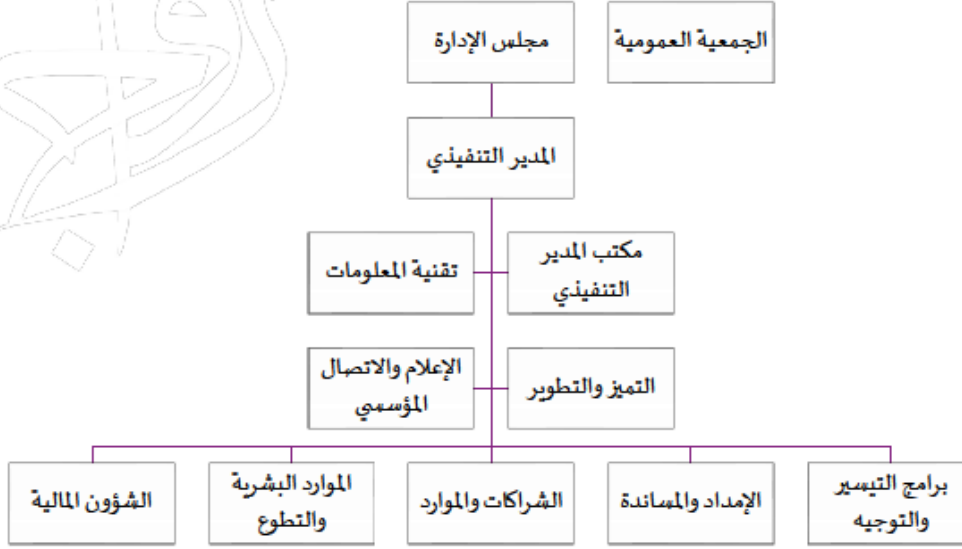 الجمعية العمومية
مجلس الإدارة
المدير التنفيذي
مكتب المدير
التنفيذي
تقنية المعلومات
التميز والتطوير
الإعلام والاتصال
المؤسسي
برامج التيسير
والتوجيه
الإمداد والمساندة
الشراكات والموارد
الموارد البشرية
والتطوع
الشؤون المالية